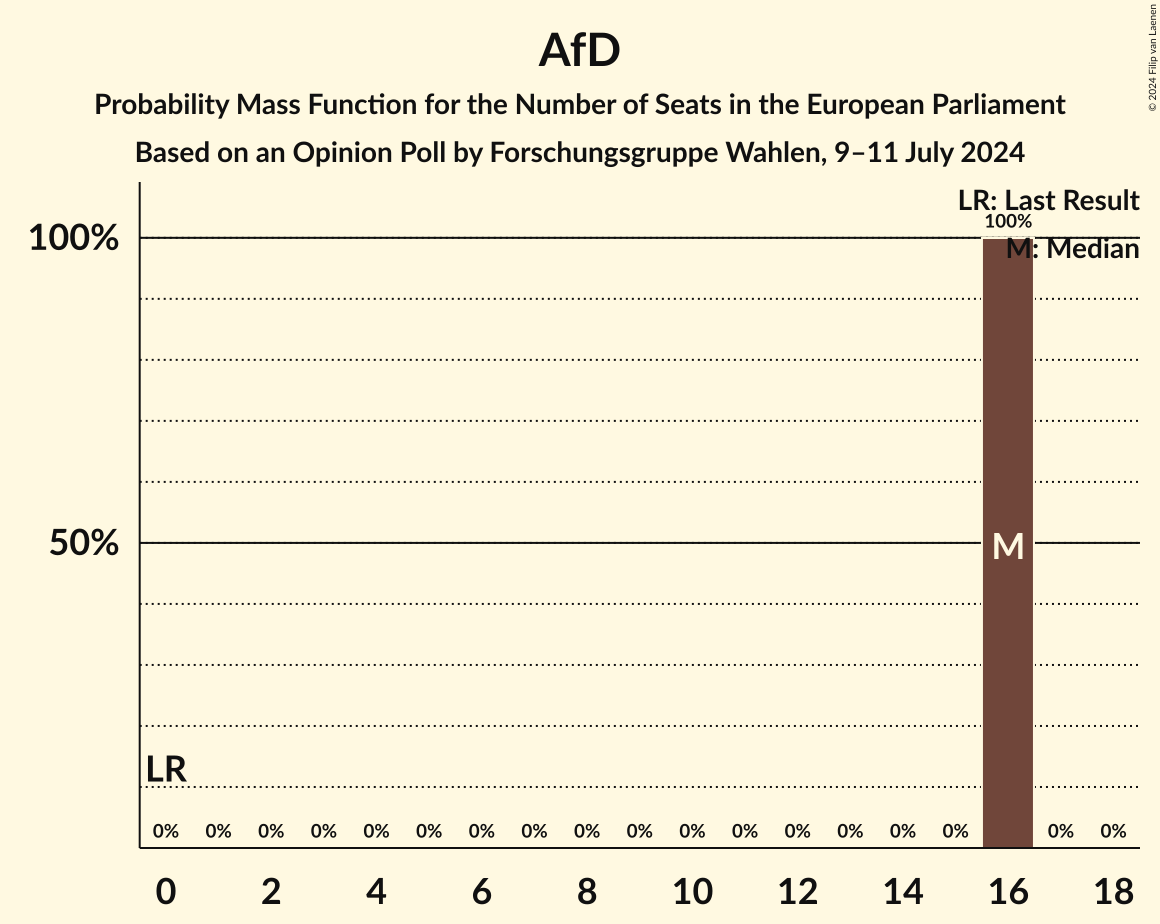 AfD
Probability Mass Function for the Number of Seats in the European Parliament
Based on an Opinion Poll by Forschungsgruppe Wahlen, 9–11 July 2024
© 2024 Filip van Laenen
LR: Last Result
M: Median
100%
100%
50%
M
LR
0% 0% 0% 0% 0% 0% 0% 0% 0% 0% 0% 0% 0% 0% 0% 0% 0% 0%
0 2 4 6 8 10 12 14 16 18